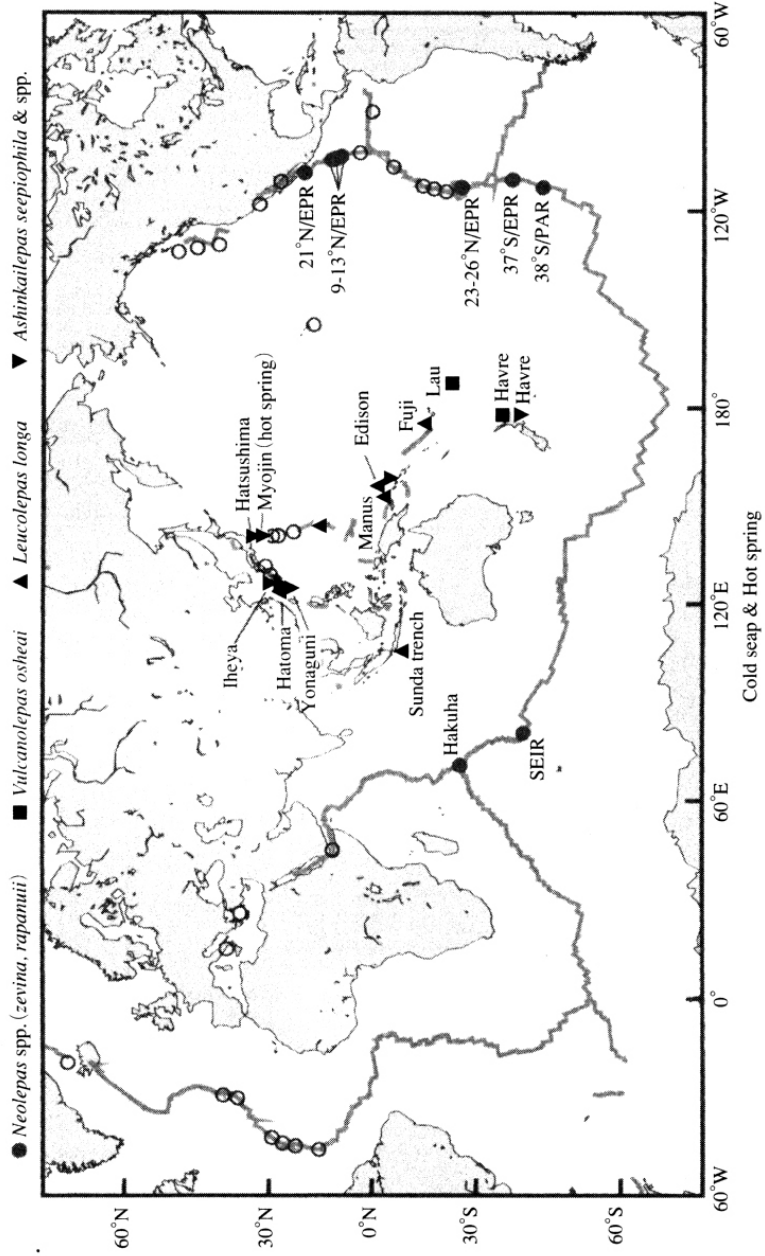 ● Neolepas spp. (zevina, rapanuii) ■ Vulcanolepas osheai ▲ Leucolepas longa ▼ Ashinkailepas seepiophila & spp.
60°N
30°N
0°N
30°S
60°S
Iheya
Hatoma
Yonaguni
Hatsushima
Myojin (hot spring)
Sunda trench
Manus
Edison
Fuji
Lau
Havre
Havre
Hakuha
SEIR
21°N/EPR
9-13°N/EPR
23-26°N/EPR
37°S/EPR
38°S/PAR
60°W
0°
60°E
120°E
180°
120°W
60°W
Cold seap & Hot spring